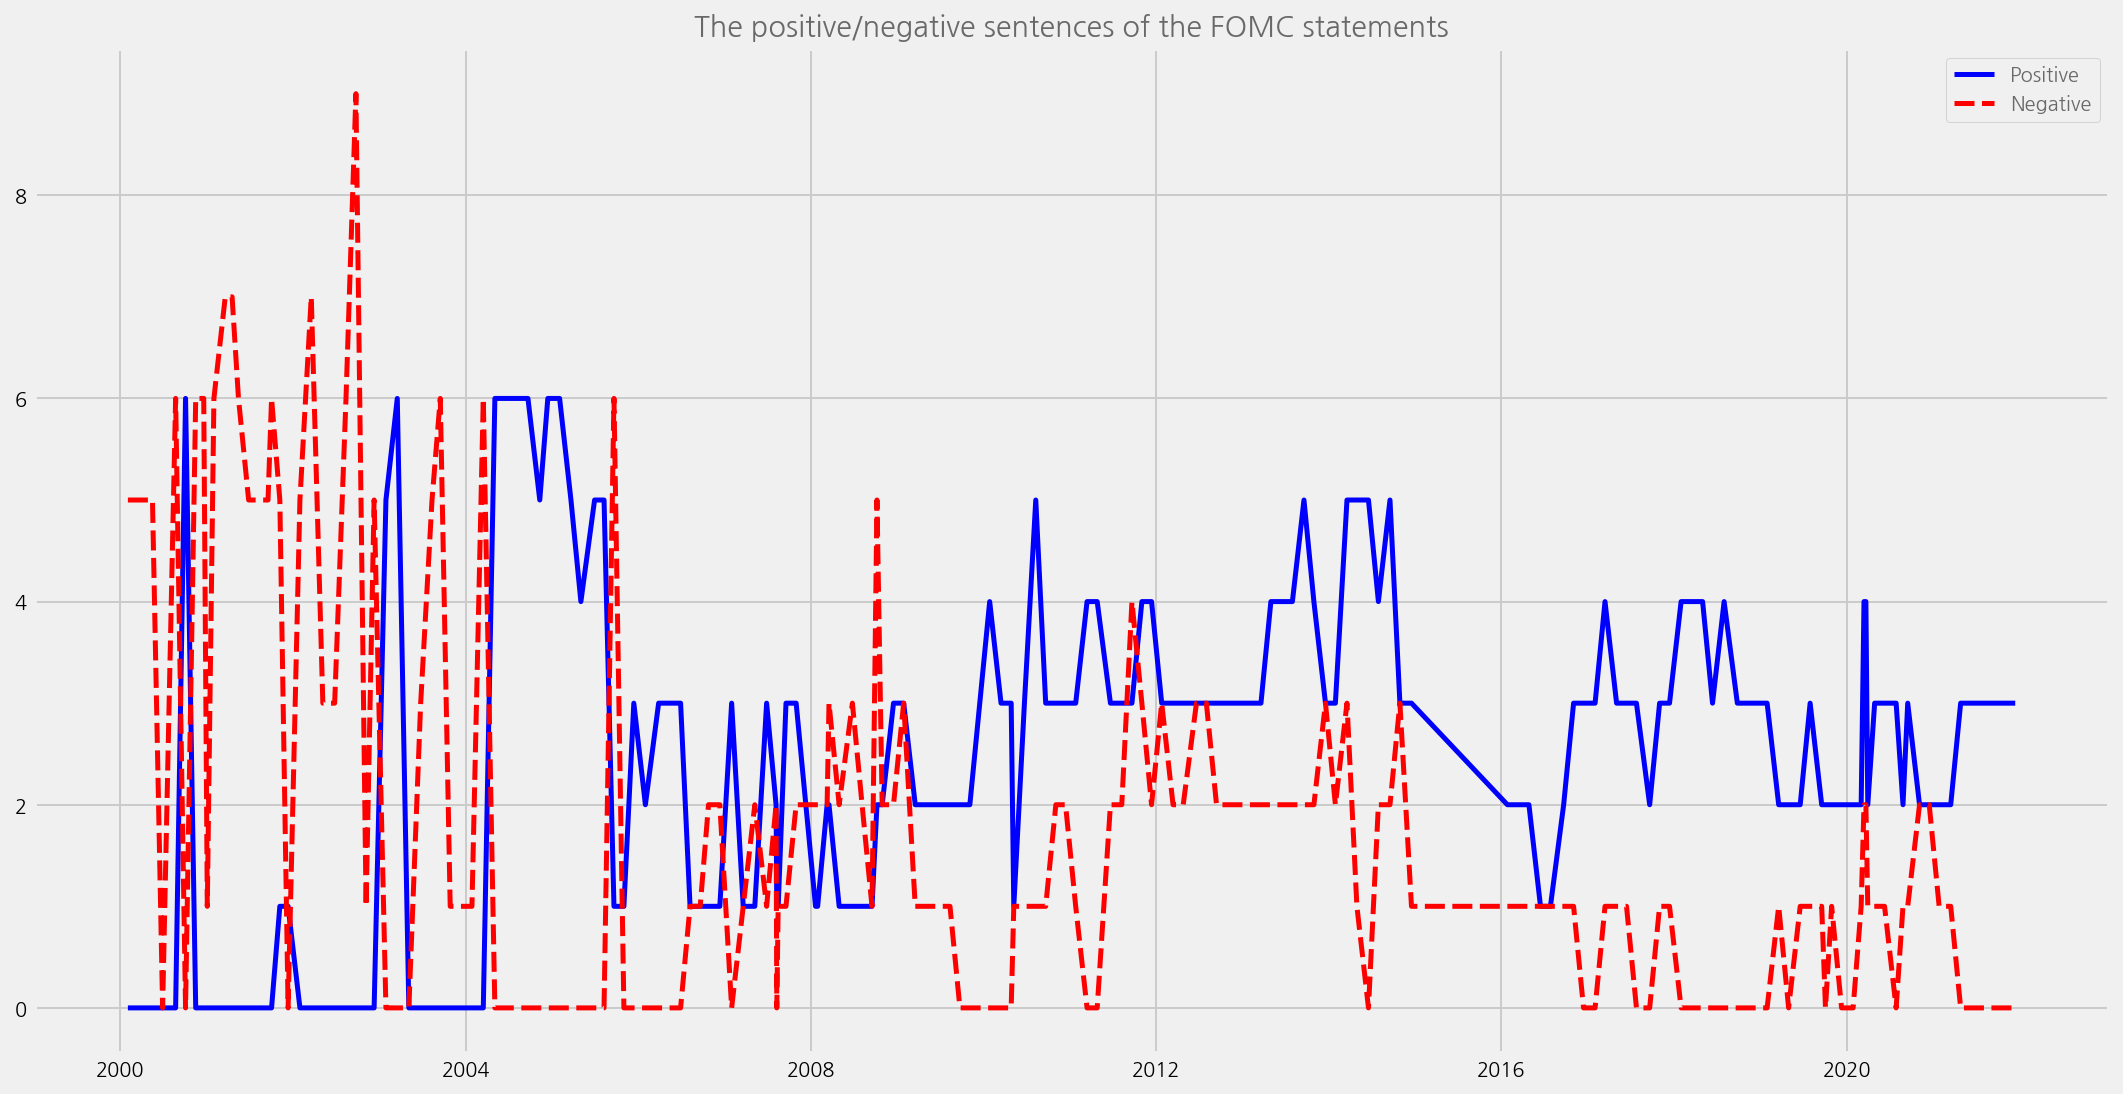 The positive/negative sentences of the FOMC statements
Positive
Negative
8
6
4
2
0
2000 2004 2008 2012 2016 2020